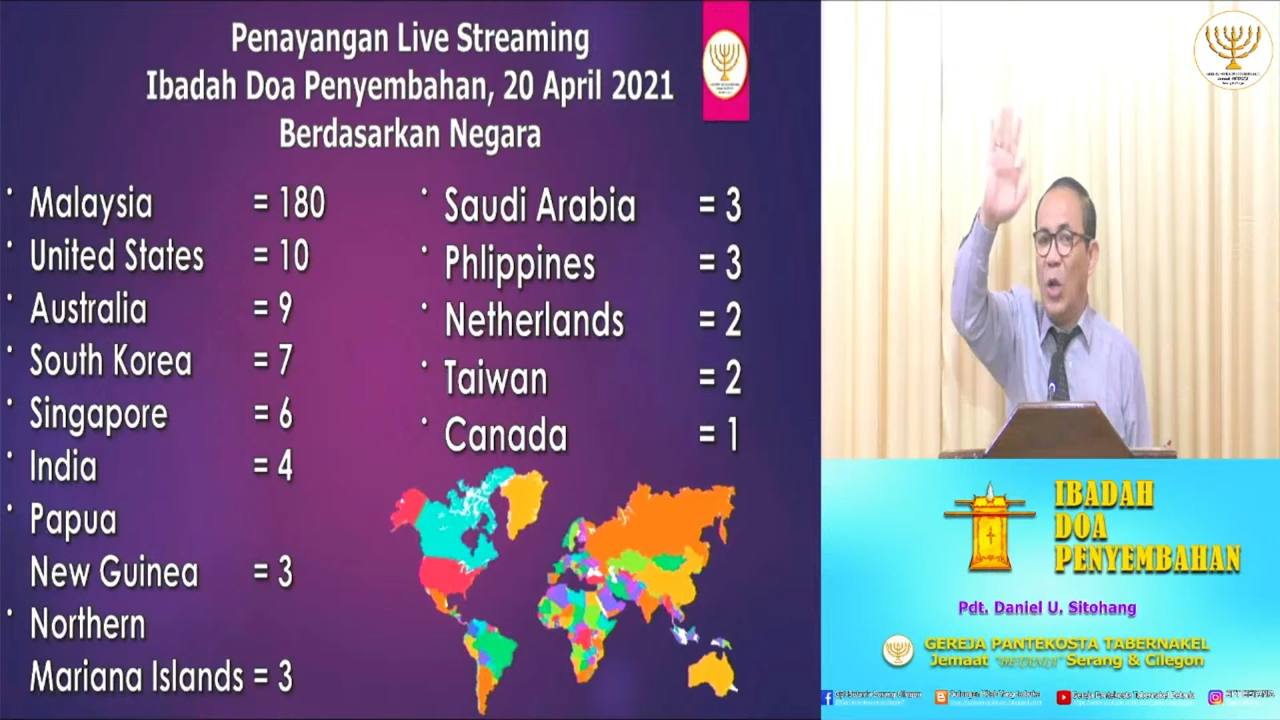 Penayangan Live Streaming
Ibadah Doa Penyembahan, 20 April 2021
Berdasarkan Negara
· Malaysia = 180
· United States = 10
· Australia = 9
· South Korea = 7
· Singapore = 6
· India = 4
· Papua
New Guinea = 3
· Northern
Mariana Islands = 3
· Saudi Arabia = 3
· Phlippines = 3
· Netherlands = 2
· Taiwan = 2
· Canada = 1
IBADAH
DOA
PENYEMBAHAN
Pdt. Daniel U. Sitohang
GEREJA PANTEKOSTA TABERNAKEL
Jemaat "BETANIA" Serang & Cilegon